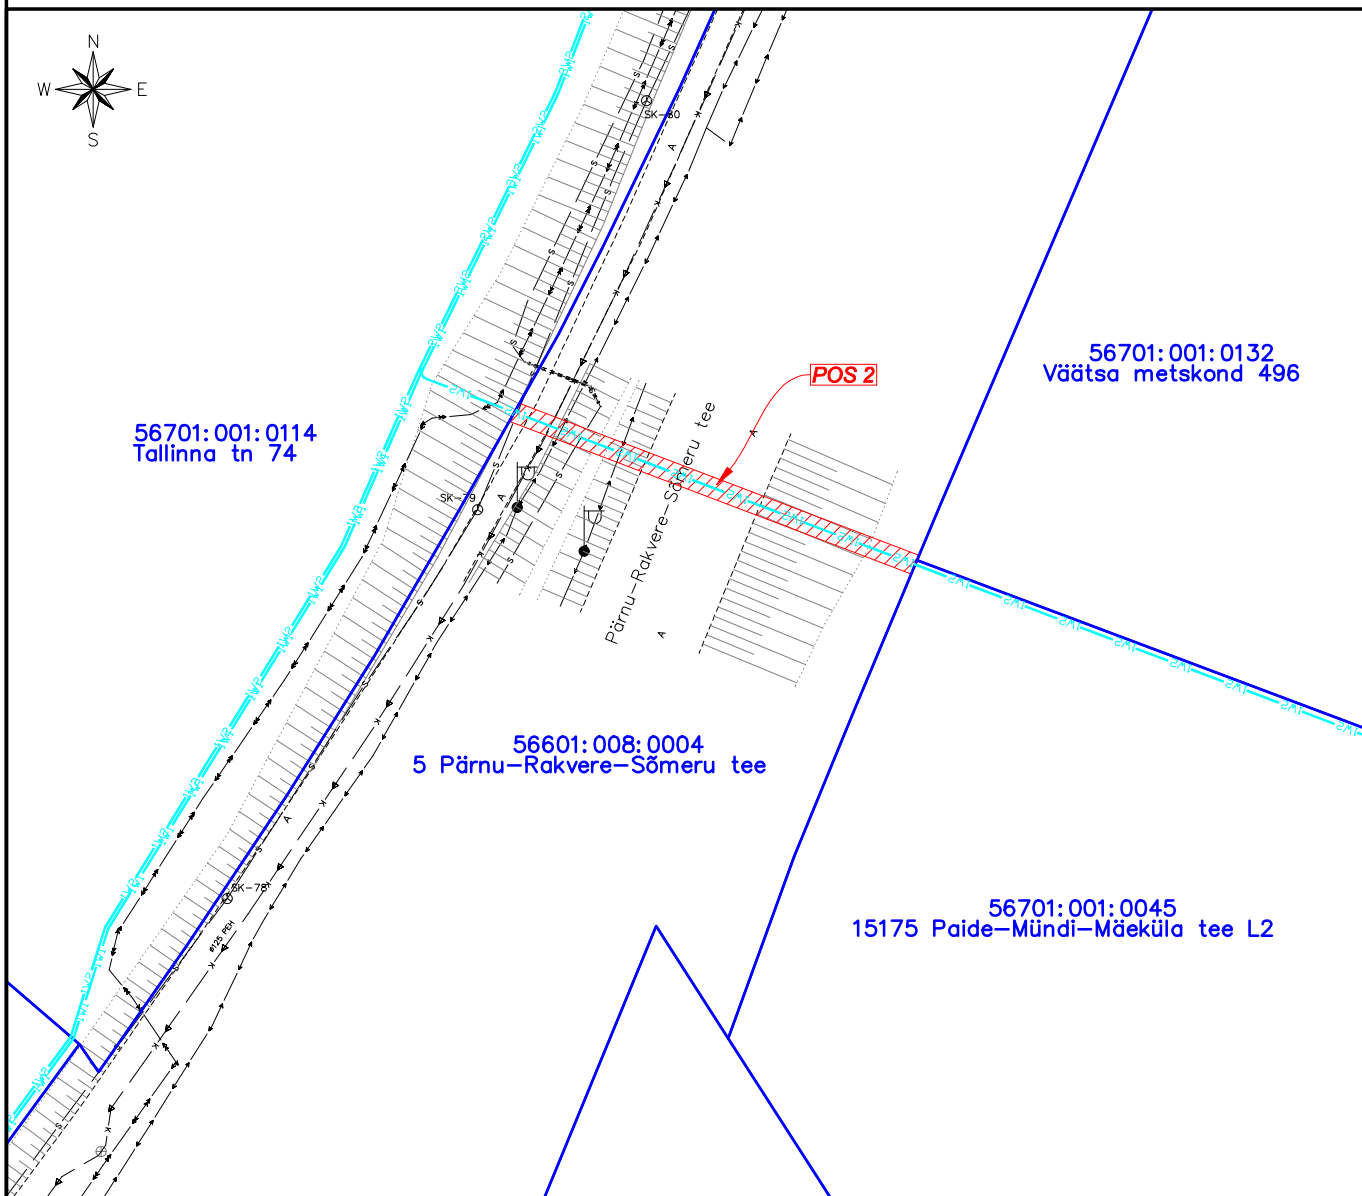 N
W E
S
SK-80
A
56701:001:0132
Väätsa metskond 496
POS 2
56701:001:0114
Tallinna tn 74
Pärnu-Rakvere-Sõmeru tee
A
SK-79
A
A
56601:008:0004
5 Pärnu-Rakvere-Sõmeru tee
A
SK-78
ø125 PEH
56701:001:0045
15175 Paide-Mündi-Mäeküla tee L2